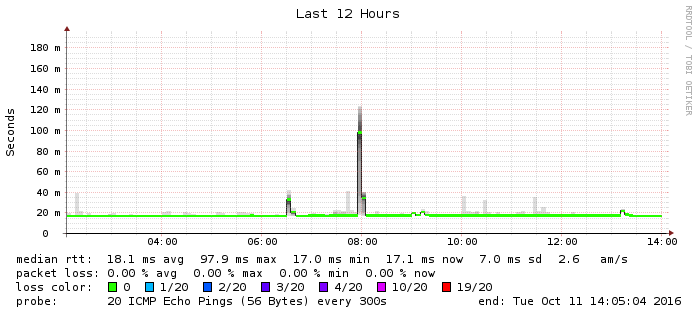 Last 12 Hours
RRDTOOL / TOBI OETIKER
Seconds
180 m
160 m
140 m
120 m
100 m
80 m
60 m
40 m
20 m
0
04:00 06:00 08:00 10:00 12:00 14:00
median rtt: 18.1 ms avg 97.9 ms max 17.0 ms min 17.1 ms now 7.0 ms sd 2.6 am/s
packet loss: 0.00 % avg 0.00 % max 0.00 % min 0.00 % now
loss color: 0 1/20 2/20 3/20 4/20 10/20 19/20
probe: 20 ICMP Echo Pings (56 Bytes) every 300s end: Tue Oct 11 14:05:04 2016